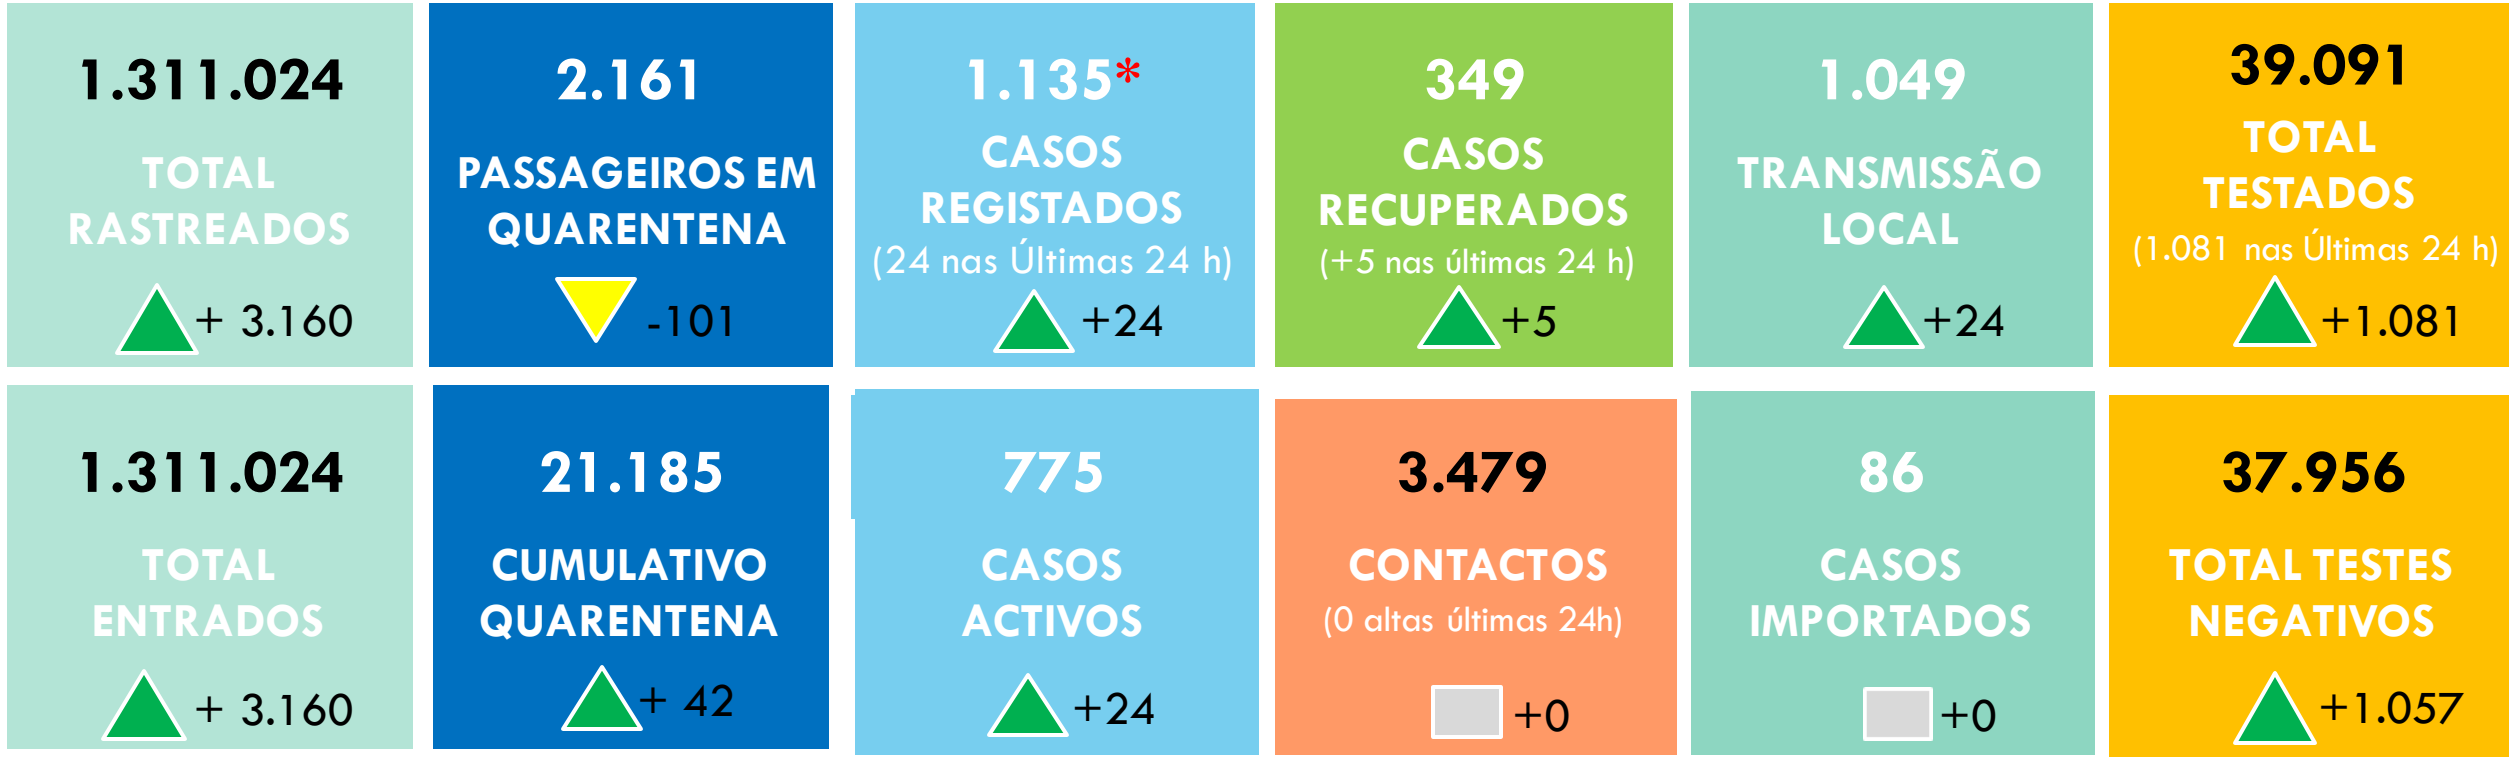 1.311.024
TOTAL
RASTREADOS
+ 3.160
2.161
PASSAGEIROS EM
QUARENTENA
-101
1.135*
CASOS
REGISTADOS
(24 nas Últimas 24 h)
+24
349
CASOS
RECUPERADOS
(+5 nas últimas 24 h)
+5
1.049
TRANSMISSÃO
LOCAL
+24
39.091
TOTAL
TESTADOS
(1.081 nas Últimas 24 h)
+1.081
1.311.024
TOTAL
ENTRADOS
+ 3.160
21.185
CUMULATIVO
QUARENTENA
+ 42
775
CASOS
ACTIVOS
+24
3.479
CONTACTOS
(0 altas últimas 24h)
+0
86
CASOS
IMPORTADOS
+0
37.956
TOTAL TESTES
NEGATIVOS
+1.057